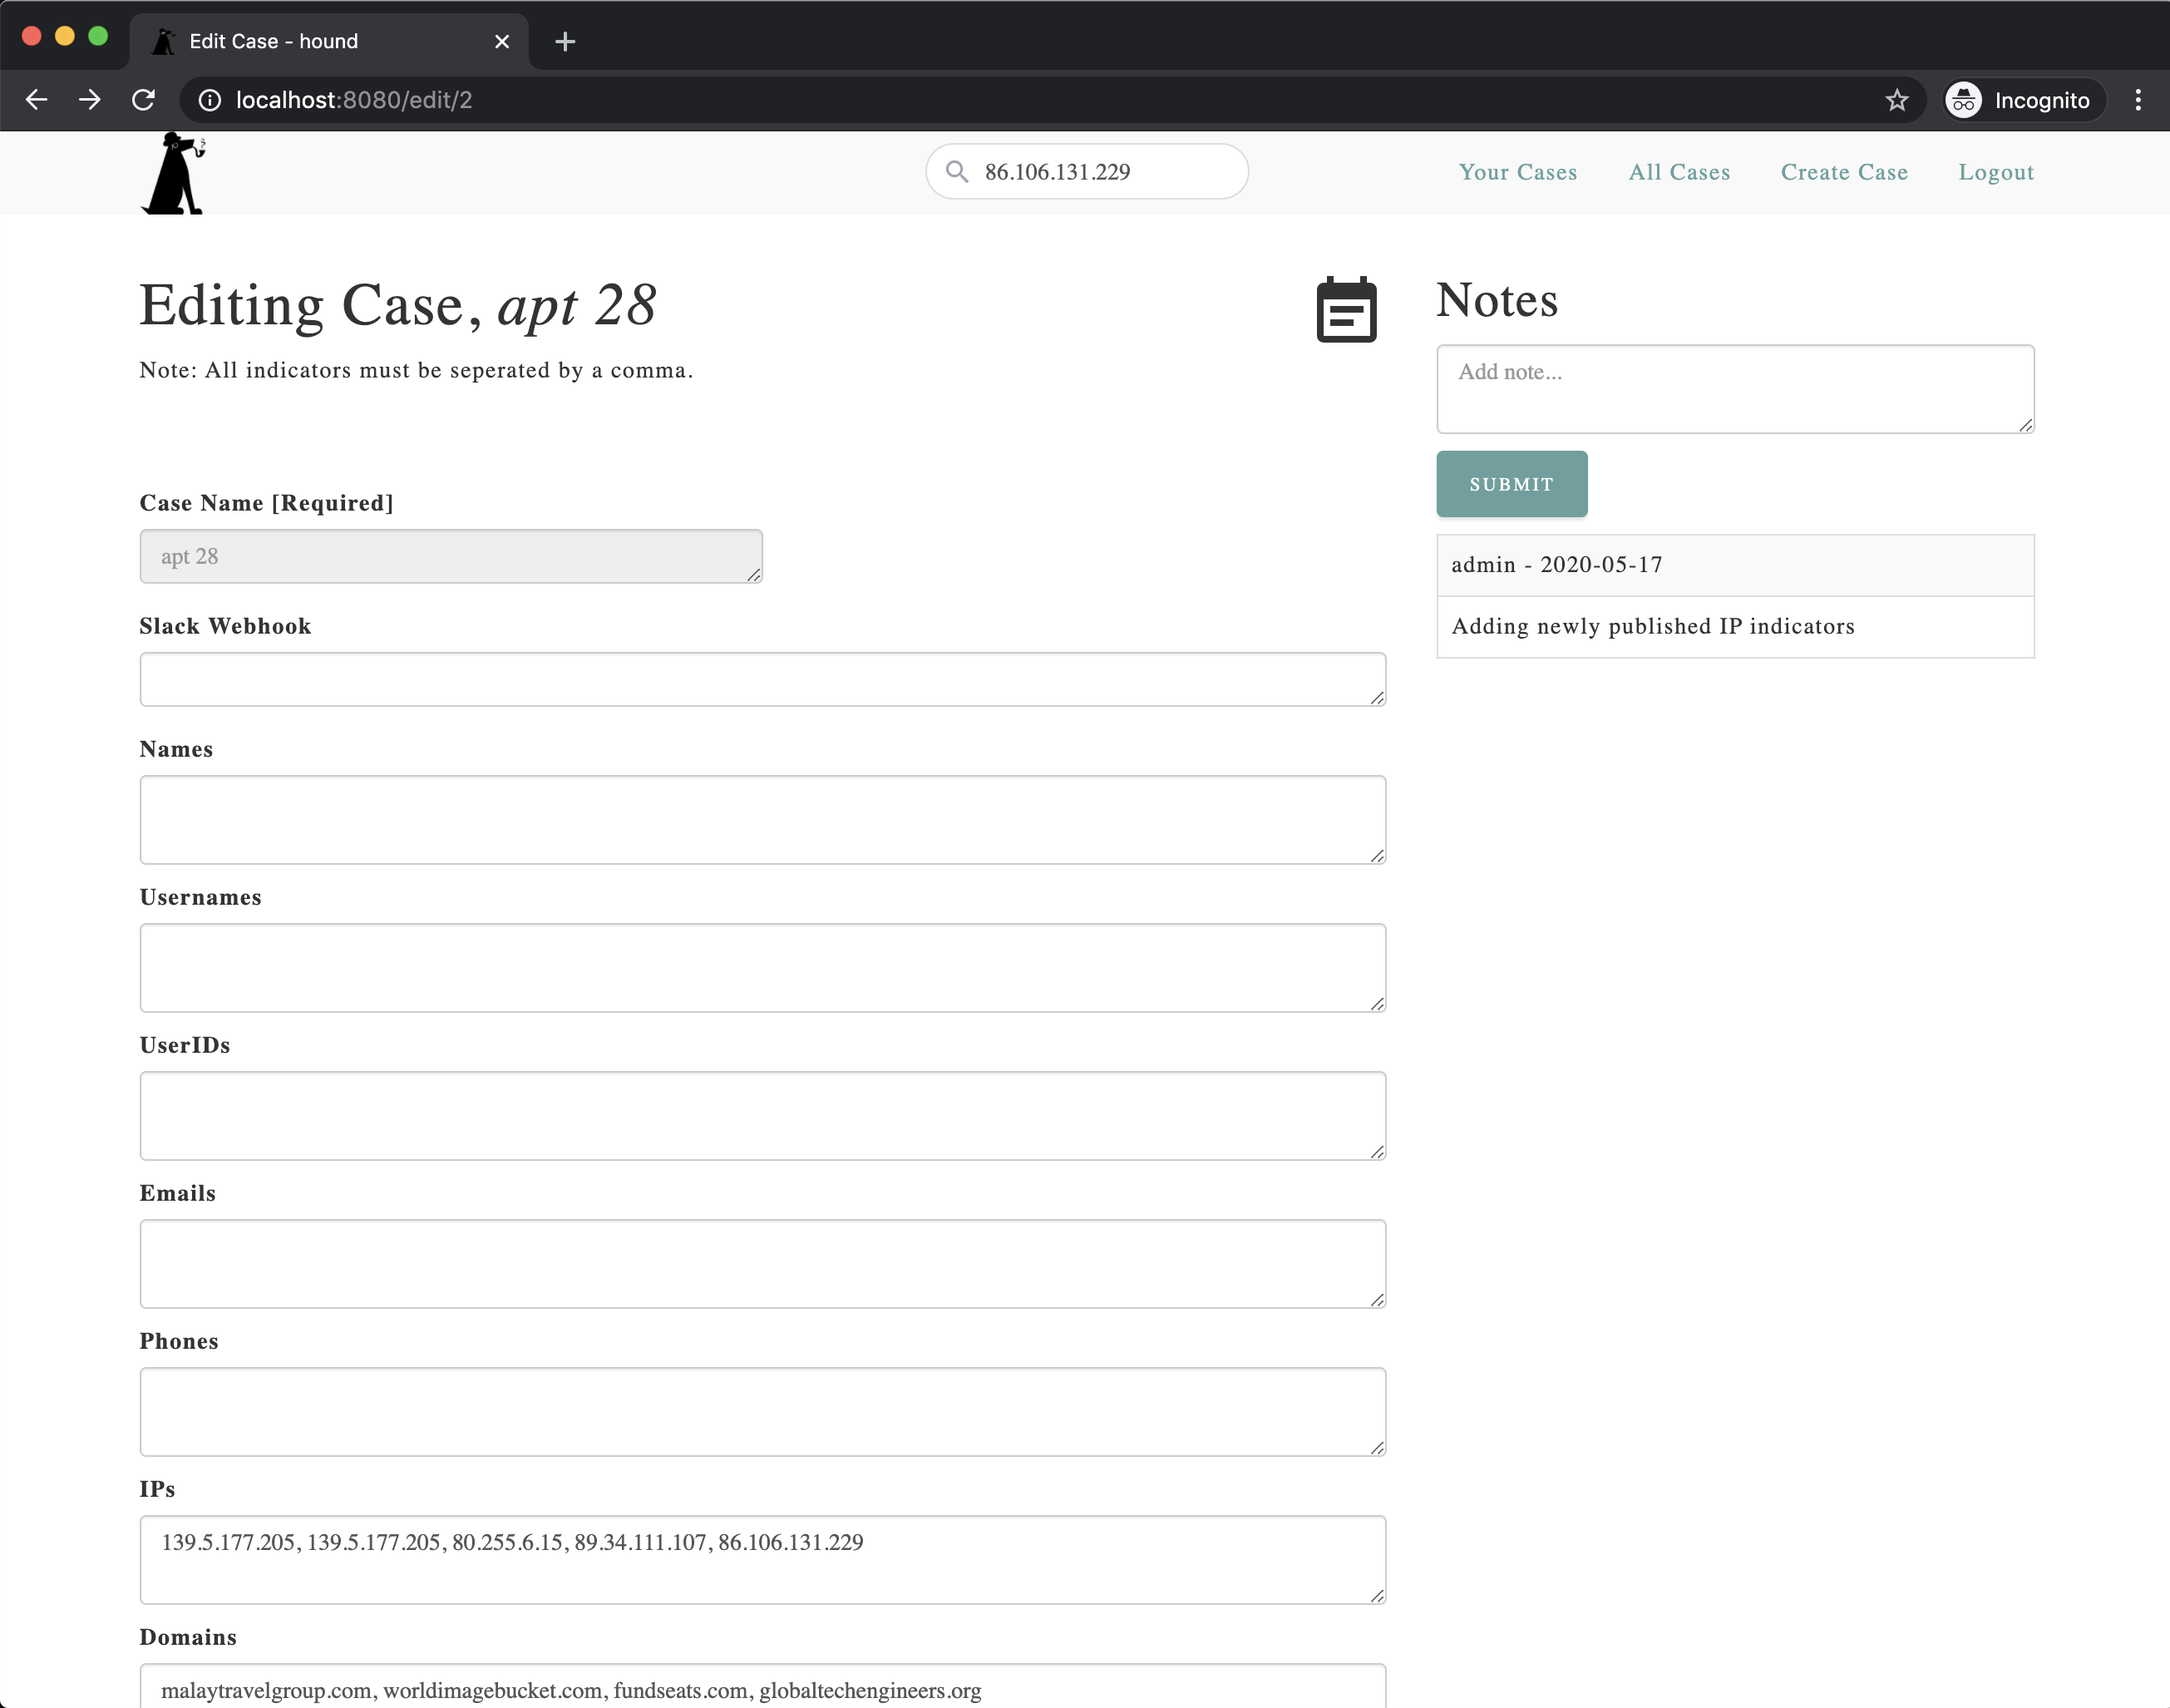 Edit Case - hound
localhost:8080/edit/2
Incognito
86.106.131.229
Your Cases
All Cases
Create Case
Logout
Editing Case, apt 28
Note: All indicators must be seperated by a comma.
Case Name [Required]
apt 28
Slack Webhook
Names
Usernames
UserIDs
Emails
Phones
IPs
139.5.177.205, 139.5.177.205, 80.255.6.15, 89.34.111.107, 86.106.131.229
Domains
malaytravelgroup.com, worldimagebucket.com, fundseats.com, globaltechengineers.org
Notes
Add note...
SUBMIT
admin - 2020-05-17
Adding newly published IP indicators